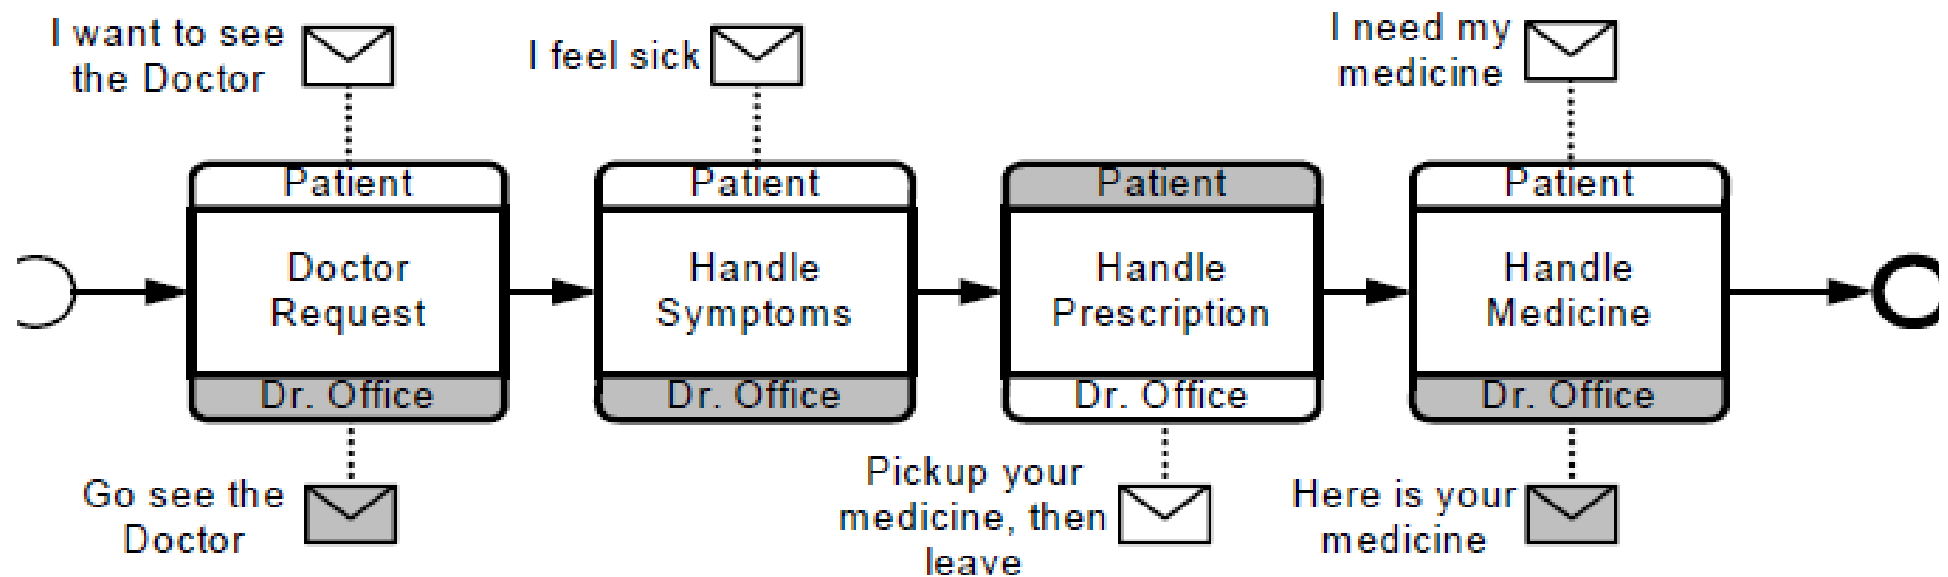 I want to see
the Doctor
I feel sick
I need my
medicine
Patient
Patient
Patient
Patient
Doctor
Request
Handle
Symptoms
Handle
Prescription
Handle
Medicine
Dr. Office
Dr. Office
Dr. Office
Dr. Office
Go see the
Doctor
Pickup your
medicine, then
leave
Here is your
medicine